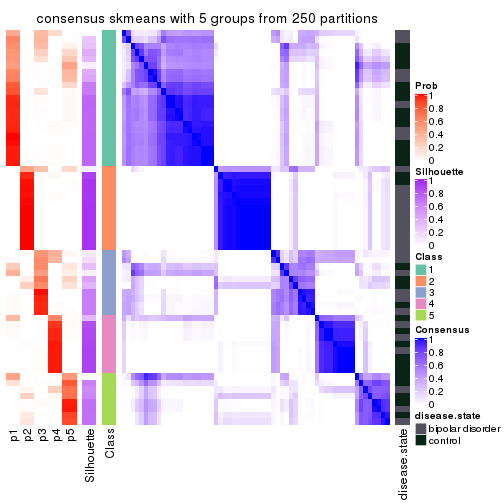 consensus skmeans with 5 groups from 250 partitions
Prob
1
0.8
0.6
0.4
0.2
0
Silhouette
1
0.8
0.6
0.4
0.2
0
Class
1
2
3
4
5
Consensus
1
0.8
0.6
0.4
0.2
0
disease.state
bipolar disorder
control
p1
p2
p3
p4
p5
Silhouette
Class
disease.state